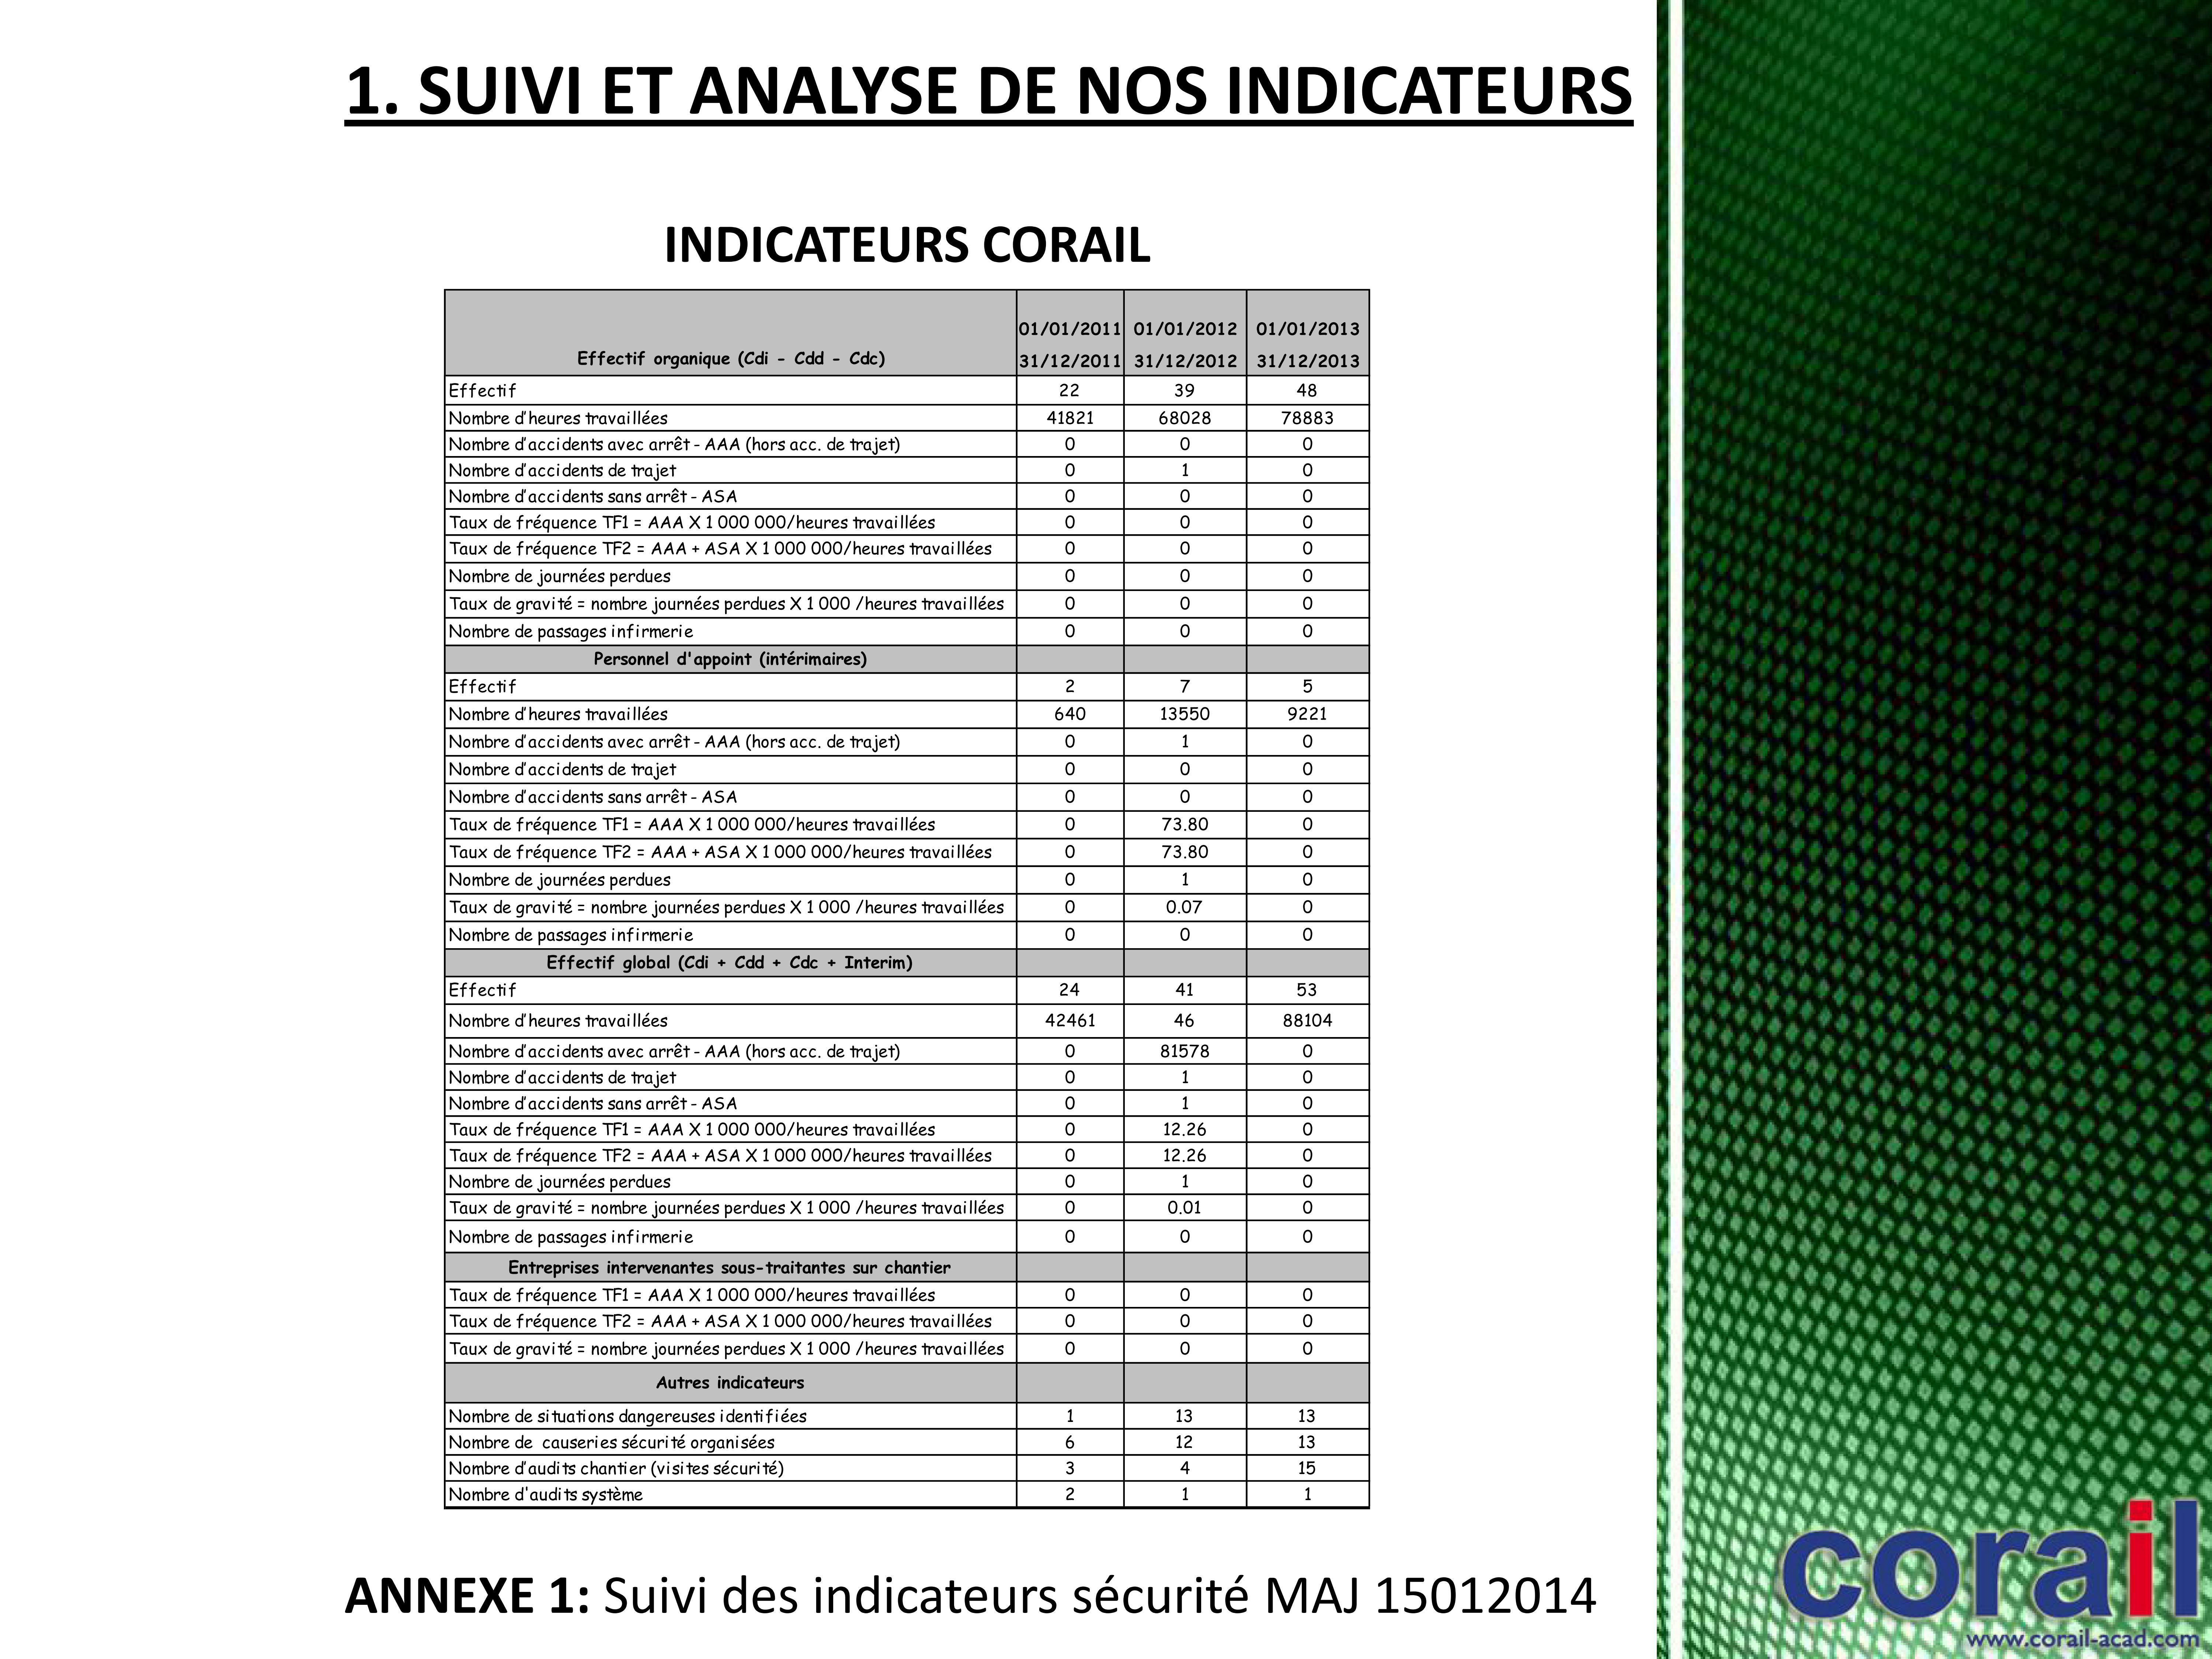 1. SUIVI ET ANALYSE DE NOS INDICATEURS
INDICATEURS CORAIL
Effectif organique (Cdi - Cdd - Cdc) 01/01/2011 31/12/2011 01/01/2012 31/12/2012 01/01/2013 31/12/2013
Effectif 22 39 48
Nombre d'heures travaillées 41821 68028 78883
Nombre d'accidents avec arrêt - AAA (hors acc. de trajet) 0 0 0
Nombre d'accidents de trajet 0 1 0
Nombre d'accidents sans arrêt - ASA 0 0 0
Taux de fréquence TF1 = AAA X 1 000 000/heures travaillées 0 0 0
Taux de fréquence TF2 = AAA + ASA X 1 000 000/heures travaillées 0 0 0
Nombre de journées perdues 0 0 0
Taux de gravité = nombre journées perdues X 1 000 /heures travaillées 0 0 0
Nombre de passages infirmerie 0 0 0
Personnel d'appoint (intérimaires)
Effectif 2 7 5
Nombre d'heures travaillées 640 13550 9221
Nombre d'accidents avec arrêt - AAA (hors acc. de trajet) 0 1 0
Nombre d'accidents de trajet 0 0 0
Nombre d'accidents sans arrêt - ASA 0 0 0
Taux de fréquence TF1 = AAA X 1 000 000/heures travaillées 0 73.80 0
Taux de fréquence TF2 = AAA + ASA X 1 000 000/heures travaillées 0 73.80 0
Nombre de journées perdues 0 1 0
Taux de gravité = nombre journées perdues X 1 000 /heures travaillées 0 0.07 0
Nombre de passages infirmerie 0 0 0
Effectif global (Cdi + Cdd + Cdc + Interim)
Effectif 24 41 53
Nombre d'heures travaillées 42461 46 88104
Nombre d'accidents avec arrêt - AAA (hors acc. de trajet) 0 81578 0
Nombre d'accidents de trajet 0 1 0
Nombre d'accidents sans arrêt - ASA 0 1 0
Taux de fréquence TF1 = AAA X 1 000 000/heures travaillées 0 12.26 0
Taux de fréquence TF2 = AAA + ASA X 1 000 000/heures travaillées 0 12.26 0
Nombre de journées perdues 0 1 0
Taux de gravité = nombre journées perdues X 1 000 /heures travaillées 0 0.01 0
Nombre de passages infirmerie 0 0 0
Entreprises intervenantes sous-traitantes sur chantier
Taux de fréquence TF1 = AAA X 1 000 000/heures travaillées 0 0 0
Taux de fréquence TF2 = AAA + ASA X 1 000 000/heures travaillées 0 0 0
Taux de gravité = nombre journées perdues X 1 000 /heures travaillées 0 0 0
Autres indicateurs
Nombre de situations dangereuses identifiées 1 13 13
Nombre de causeries sécurité organisées 6 12 13
Nombre d'audits chantier (visites sécurité) 3 4 15
Nombre d'audits système 2 1 1
ANNEXE 1: Suivi des indicateurs sécurité MAJ 15012014
corail
www.corail-acad.com